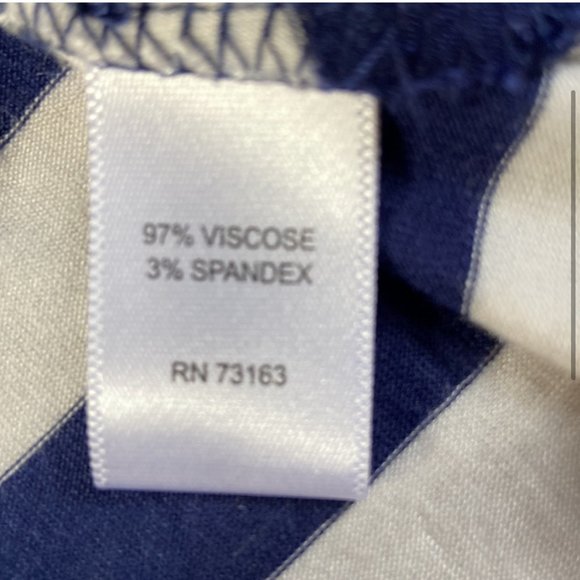 97% VISCOSE
3% SPANDEX
RN 73163